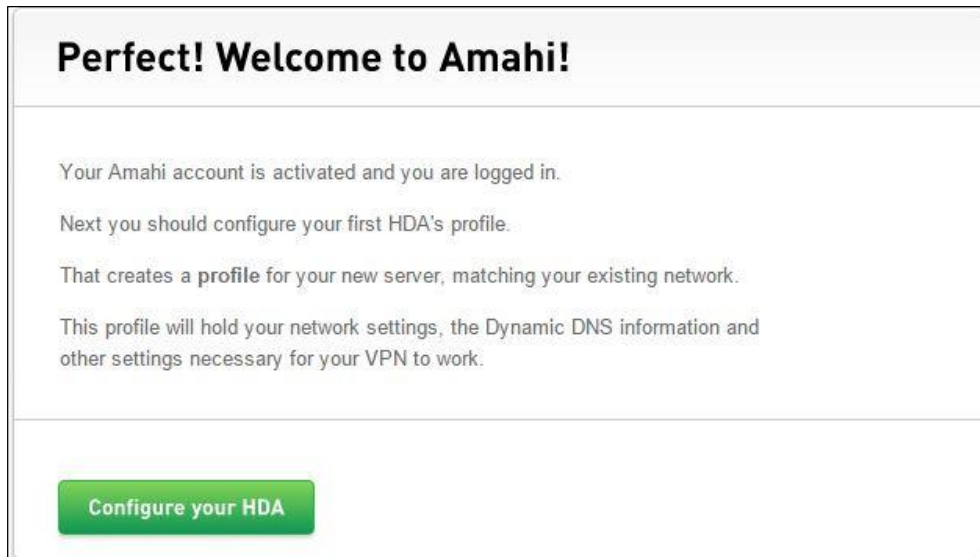 Perfect! Welcome to Amahi!
Your Amahi account is activated and you are logged in.
Next you should configure your first HDA's profile.
That creates a profile for your new server, matching your existing network.
This profile will hold your network settings, the Dynamic DNS information and
other settings necessary for your VPN to work.
Configure your HDA